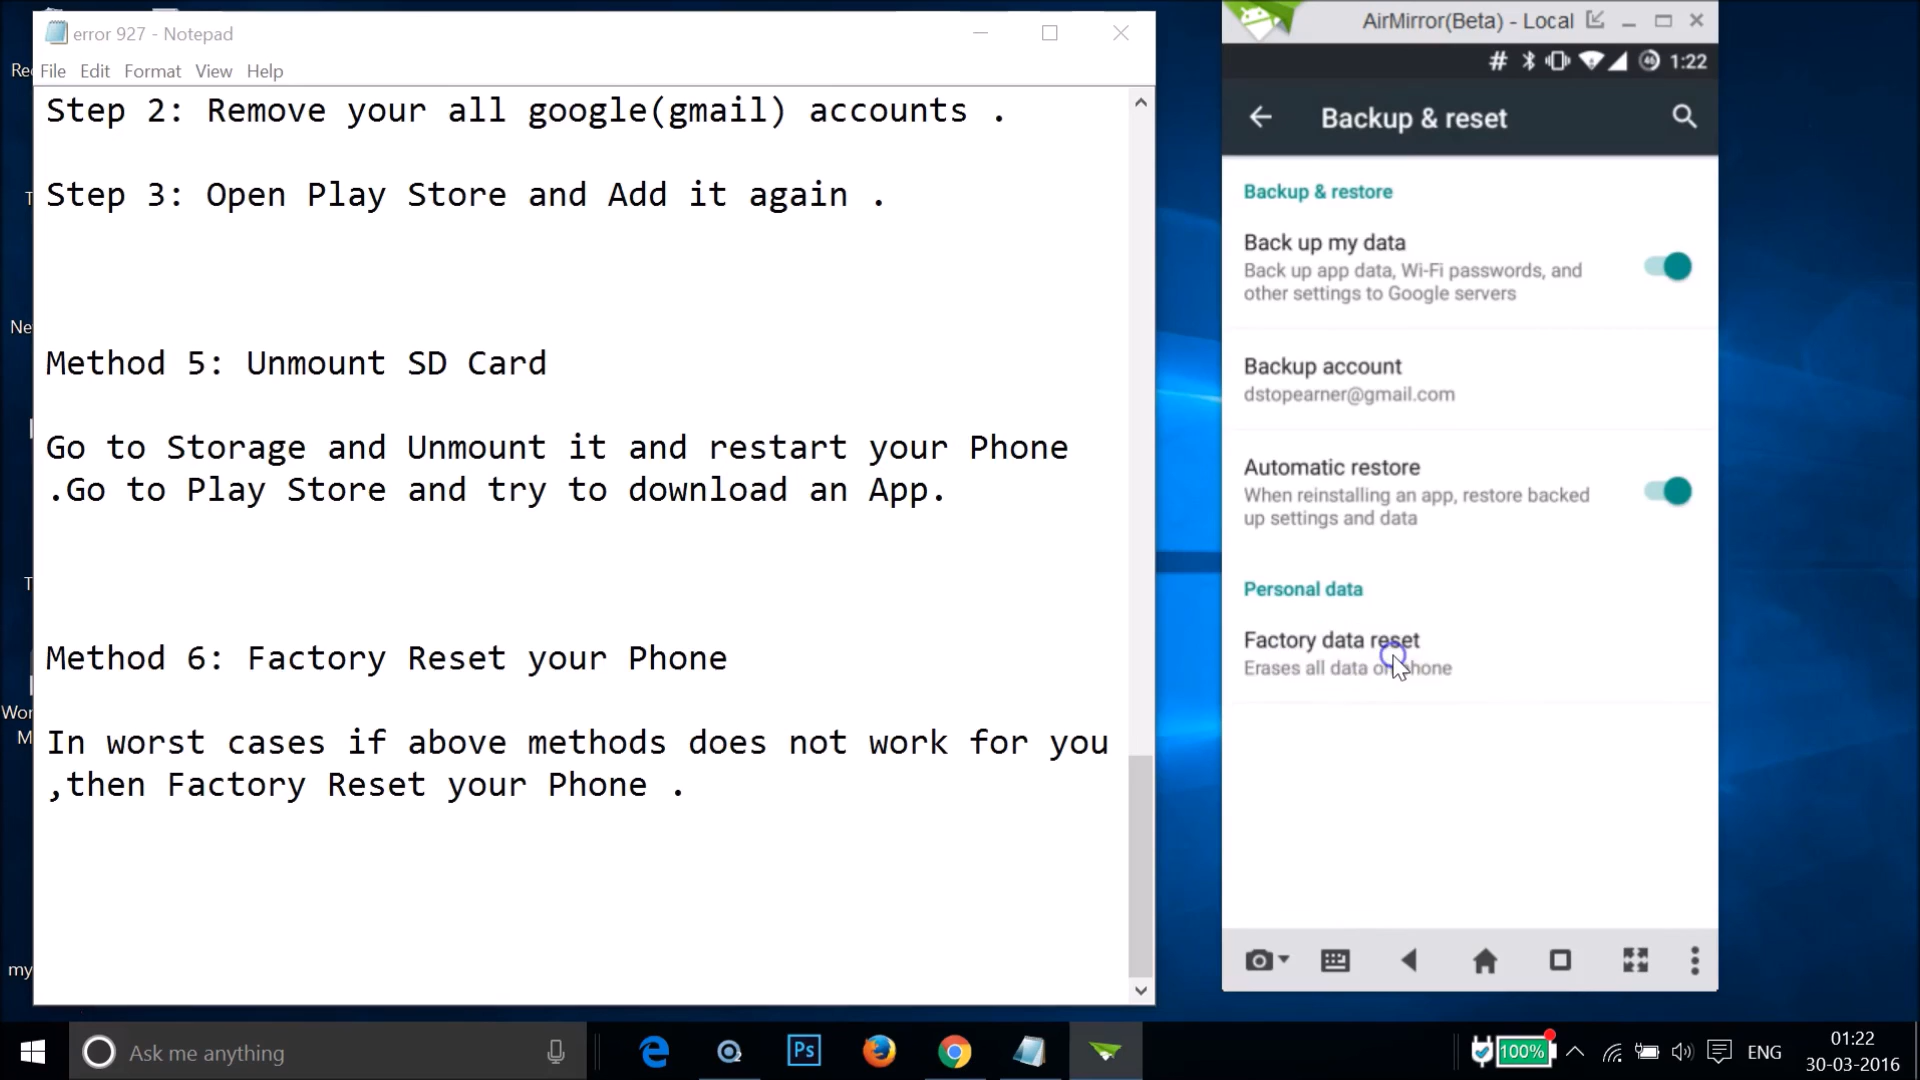 error 927 - Notepad
File Edit Format View Help
Step 2: Remove your all google(gmail) accounts .
Step 3: Open Play Store and Add it again .
Method 5: Unmount SD Card
Go to Storage and Unmount it and restart your Phone
.Go to Play Store and try to download an App.
Method 6: Factory Reset your Phone
In worst cases if above methods does not work for you
,then Factory Reset your Phone .
AirMirror(Beta) - Local
1:22
Backup & reset
Backup & restore
Back up my data
Back up app data, Wi-Fi passwords, and
other settings to Google servers
Backup account
dstopearner@gmail.com
Automatic restore
When reinstalling an app, restore backed
up settings and data
Personal data
Factory data reset
Erases all data on phone
Ask me anything
Ps
100%
ENG
01:22
30-03-2016